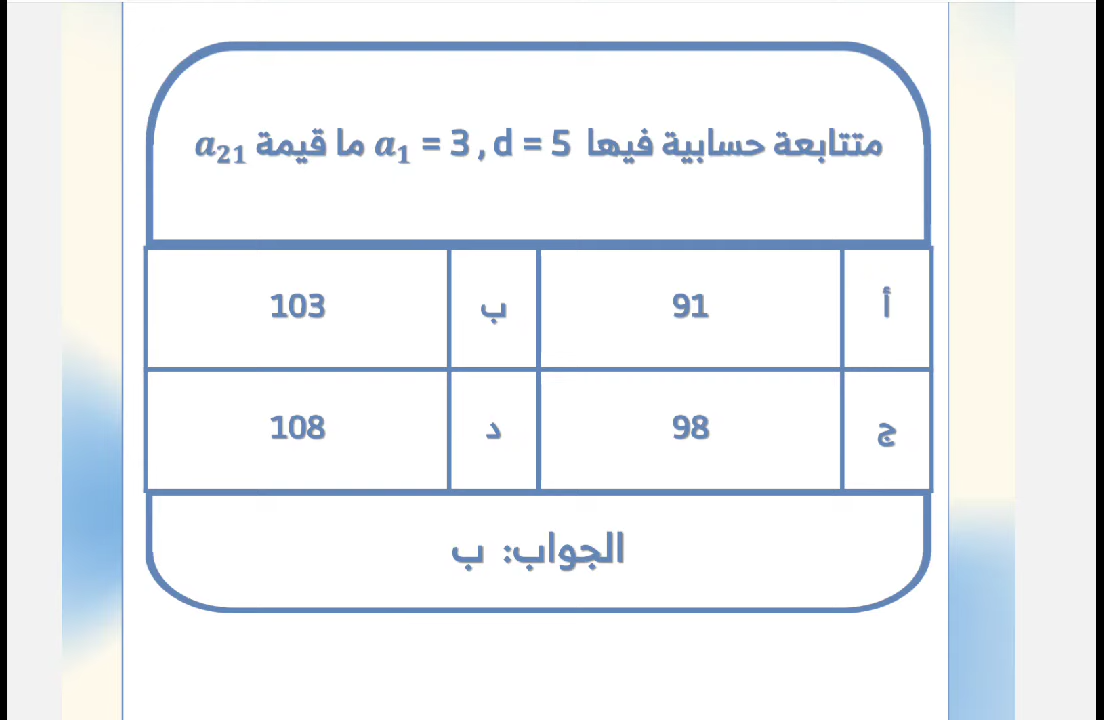 متتابعة حسابية فيها a₁ = 3 , d = 5 ما قيمة a₂₁
أ 91 ب 103
ج 98 د 108
الجواب: ب